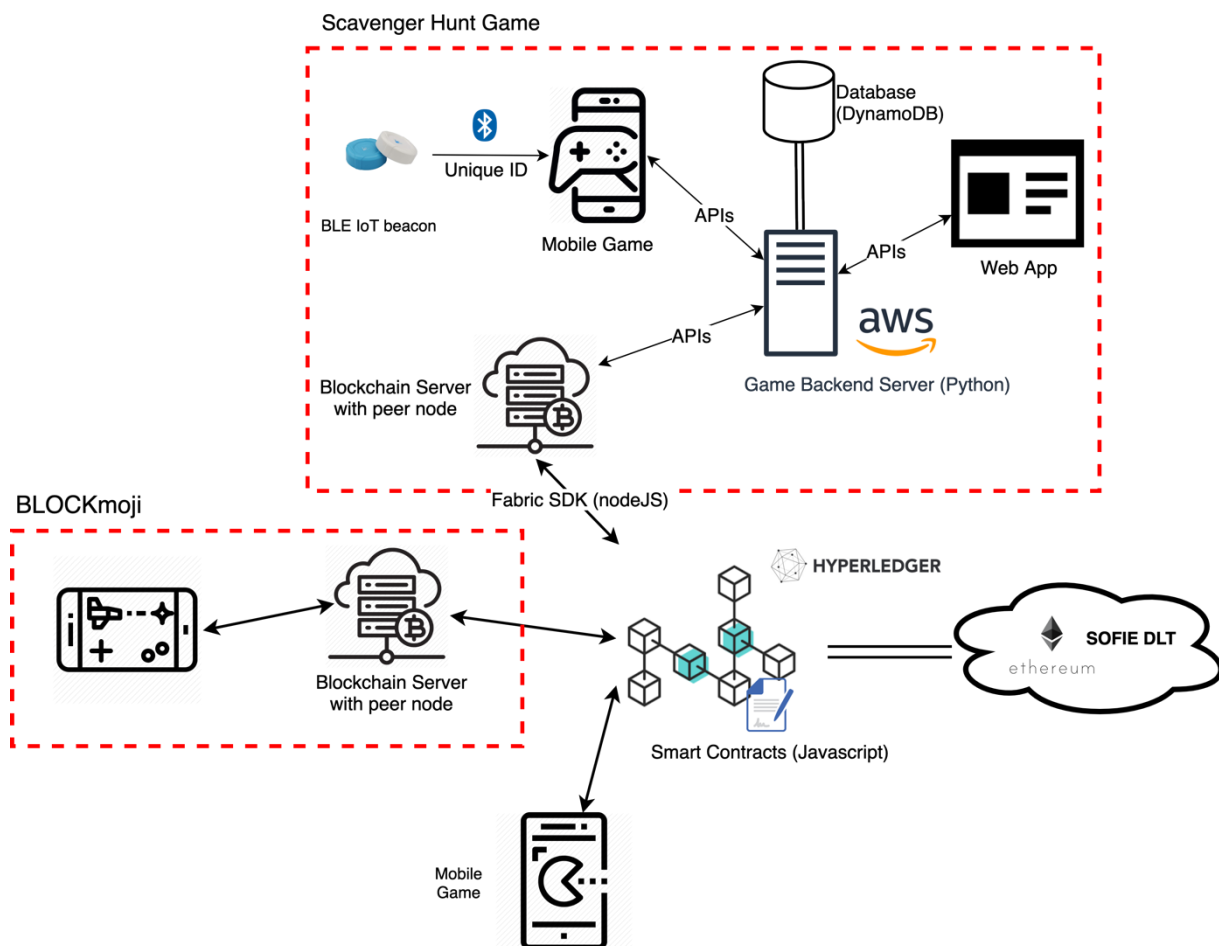 Scavenger Hunt Game
Database
(DynamoDB)
Unique ID
BLE IoT beacon
Mobile Game
APIs
APIs
Web App
APIs
aws
Game Backend Server (Python)
Blockchain Server
with peer node
Fabric SDK (nodeJS)
BLOCKmoji
HYPERLEDGER
Blockchain Server
with peer node
SOFIE DLT
ethereum
Smart Contracts (Javascript)
Mobile
Game